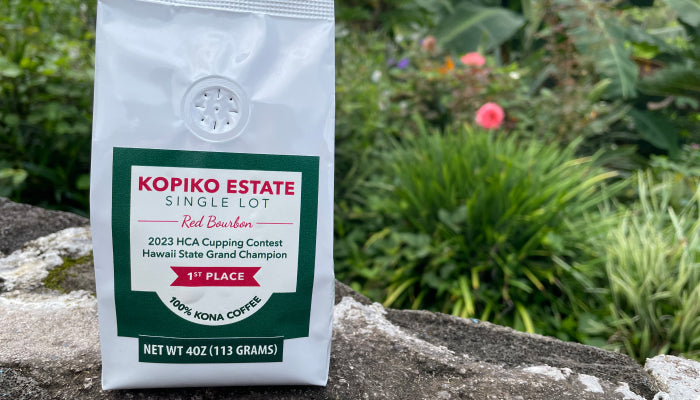 KOPIKO ESTATE
SINGLE LOT
Red Bourbon
2023 HCA Cupping Contest
Hawaii State Grand Champion
1ST PLACE
100% KONA COFFEE
NET WT 4OZ (113 GRAMS)